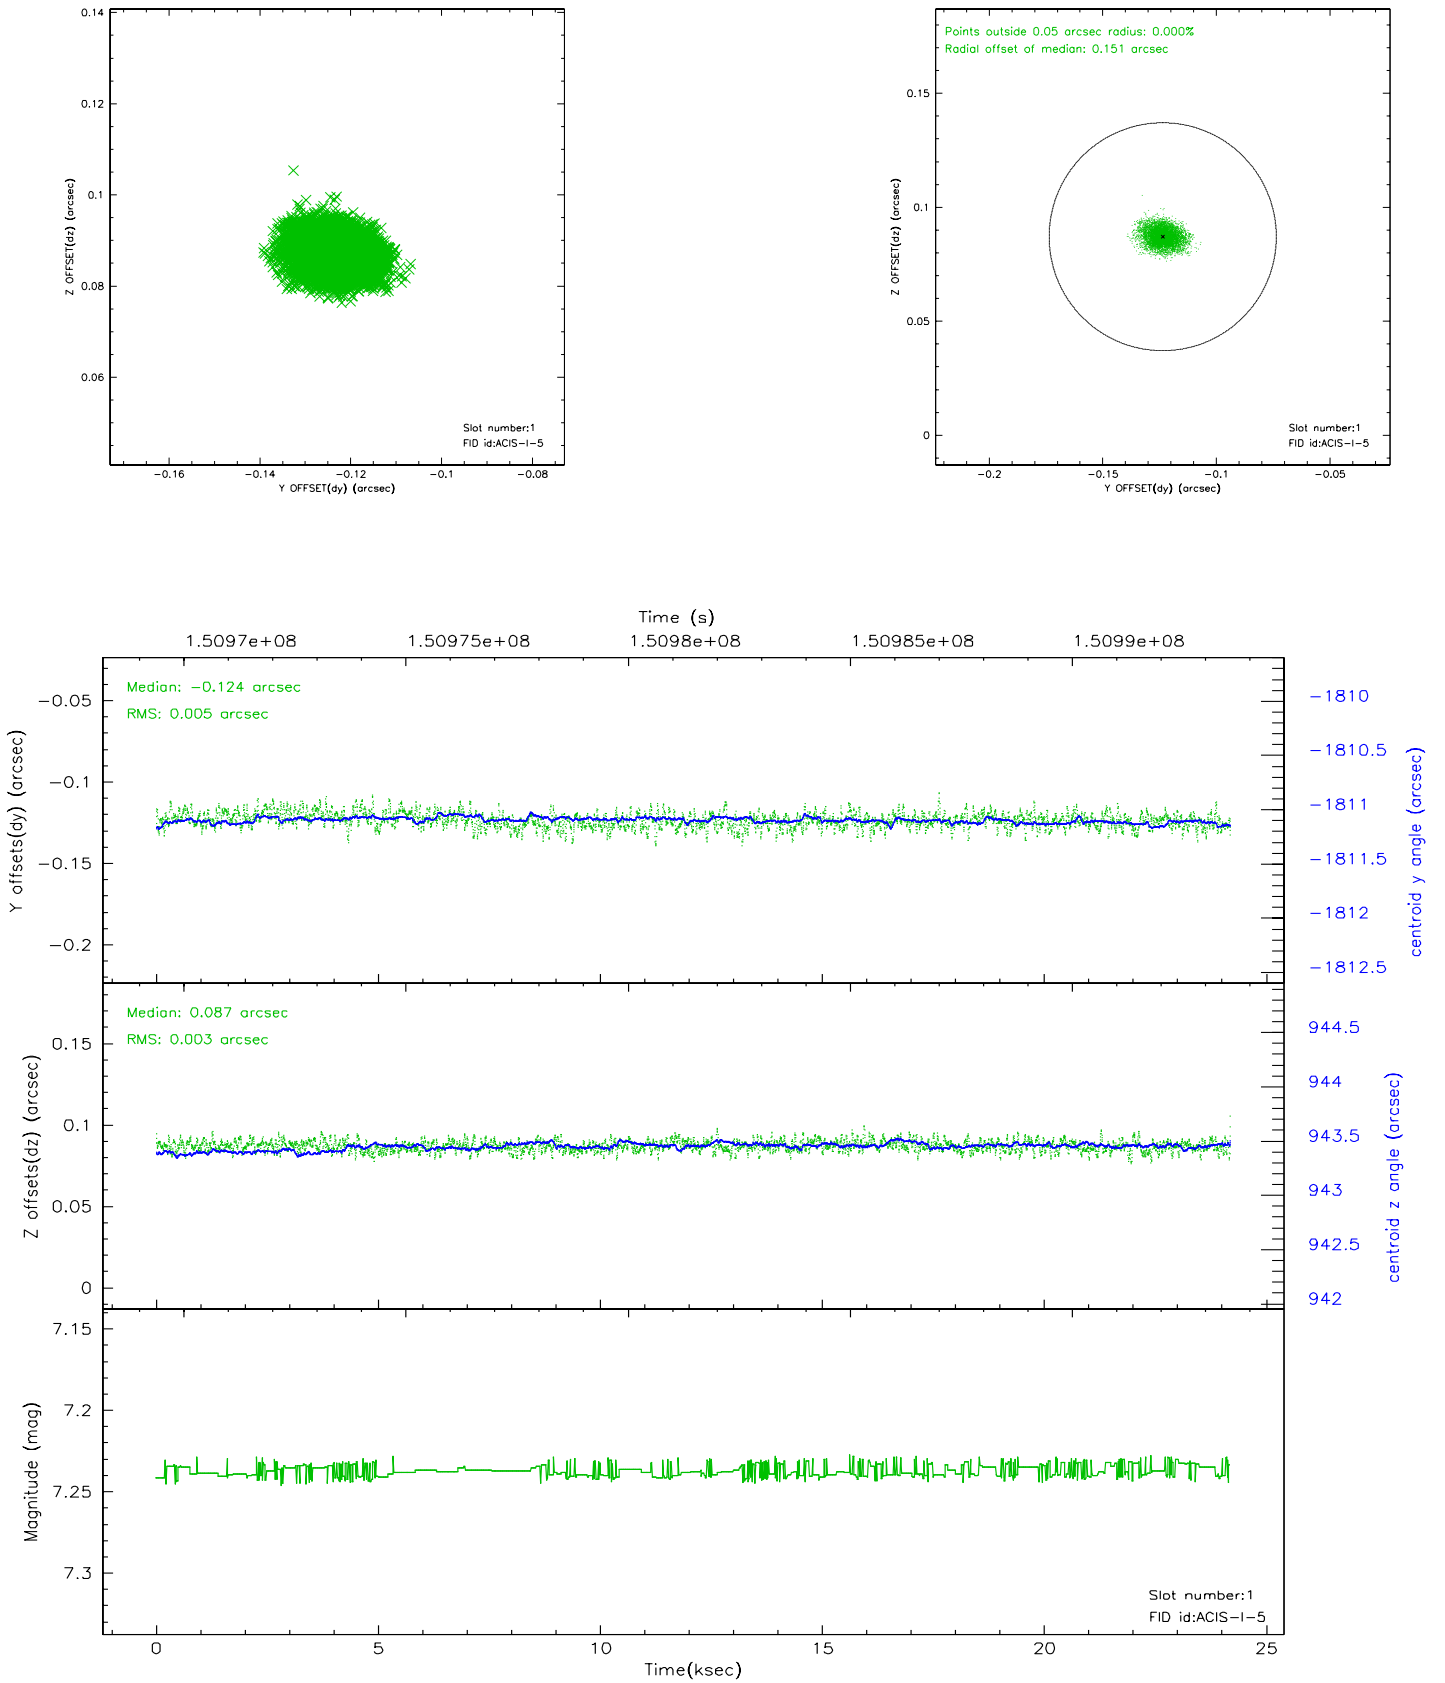 0.14
0.12
0.1
0.08
0.06
Z OFFSET(dz) (arcsec)
Slot number:1
FID id:ACIS-I-5
-0.16 -0.14 -0.12 -0.1 -0.08
Y OFFSET(dy) (arcsec)
Points outside 0.05 arcsec radius: 0.000%
Radial offset of median: 0.151 arcsec
0.15
0.1
0.05
0
Z OFFSET(dz) (arcsec)
Slot number:1
FID id:ACIS-I-5
-0.2 -0.15 -0.1 -0.05
Y OFFSET(dy) (arcsec)
Time (s)
1.5097e+08 1.50975e+08 1.5098e+08 1.50985e+08 1.5099e+08
Median: -0.124 arcsec
RMS: 0.005 arcsec
-0.05
-0.1
-0.15
-0.2
Y offsets(dy) (arcsec)
-1810
-1810.5
-1811
-1811.5
-1812
-1812.5
centroid y angle (arcsec)
Median: 0.087 arcsec
RMS: 0.003 arcsec
0.15
0.1
0.05
0
Z offsets(dz) (arcsec)
944.5
944
943.5
943
942.5
942
centroid z angle (arcsec)
7.15
7.2
7.25
7.3
Magnitude (mag)
Slot number:1
FID id:ACIS-I-5
0 5 10 15 20 25
Time(ksec)